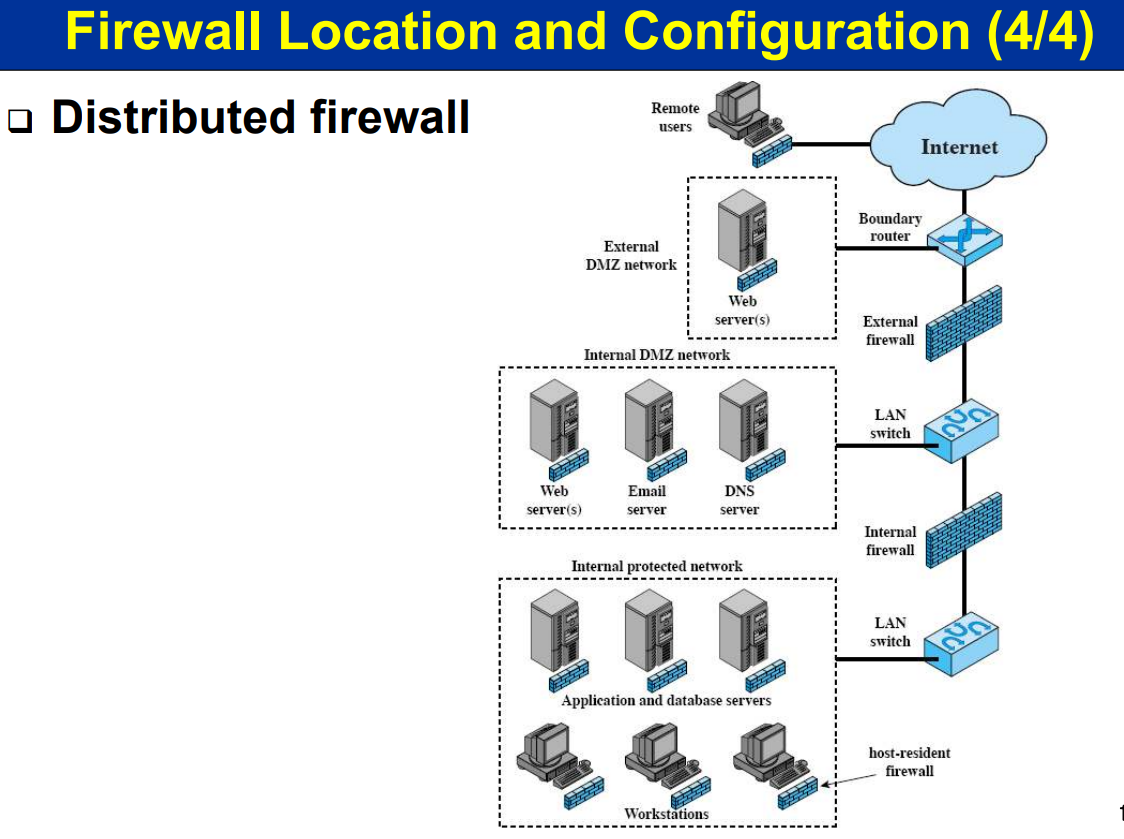 Firewall Location and Configuration (4/4)
❑ Distributed firewall
Remote
users
Internet
Boundary
router
External
DMZ network
Web
server(s)
External
firewall
Internal DMZ network
LAN
switch
Web
server(s)
Email
server
DNS
server
Internal
firewall
Internal protected network
LAN
switch
Application and database servers
host-resident
firewall
Workstations